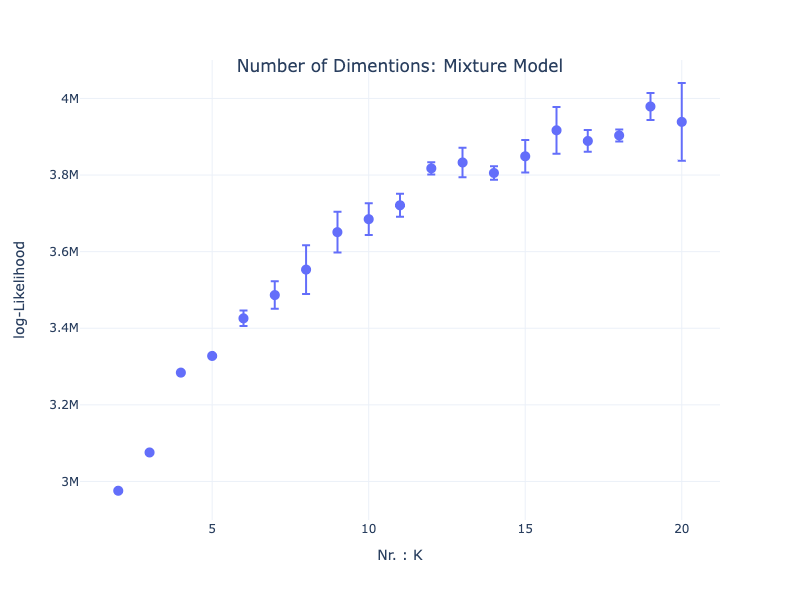 Number of Dimentions: Mixture Model
4M
3.8M
3.6M
3.4M
3.2M
3M
log-Likelihood
5
10
15
20
Nr. : K